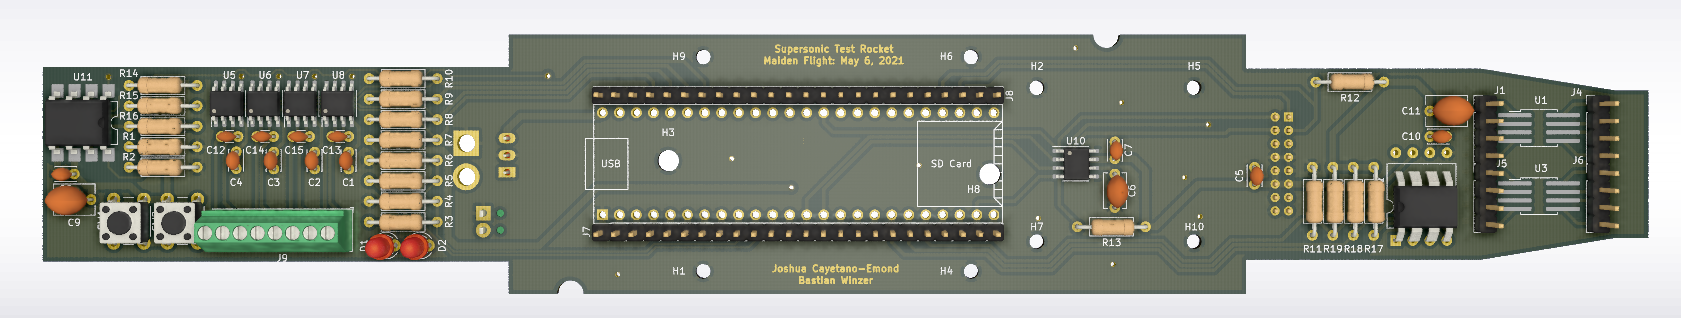 Supersonic Test Rocket
Maiden Flight: May 6, 2021
H9
H6
H2
H5
U11
R14
R15
R16
R1
R2
U5
U6
U7
U8
C12
C14
C15
C13
C4
C3
C2
C1
R10
R9
R8
R7
R6
R5
R4
R3
C9
J9
D1
D2
J8
H3
USB
SD Card
H8
J7
U10
C7
C6
C5
H7
R13
H10
H1
H4
Joshua Cayetano-Emond
Bastian Winzer
R12
C11
C10
J1
U1
J4
J5
U3
J6
R11
R19
R18
R17